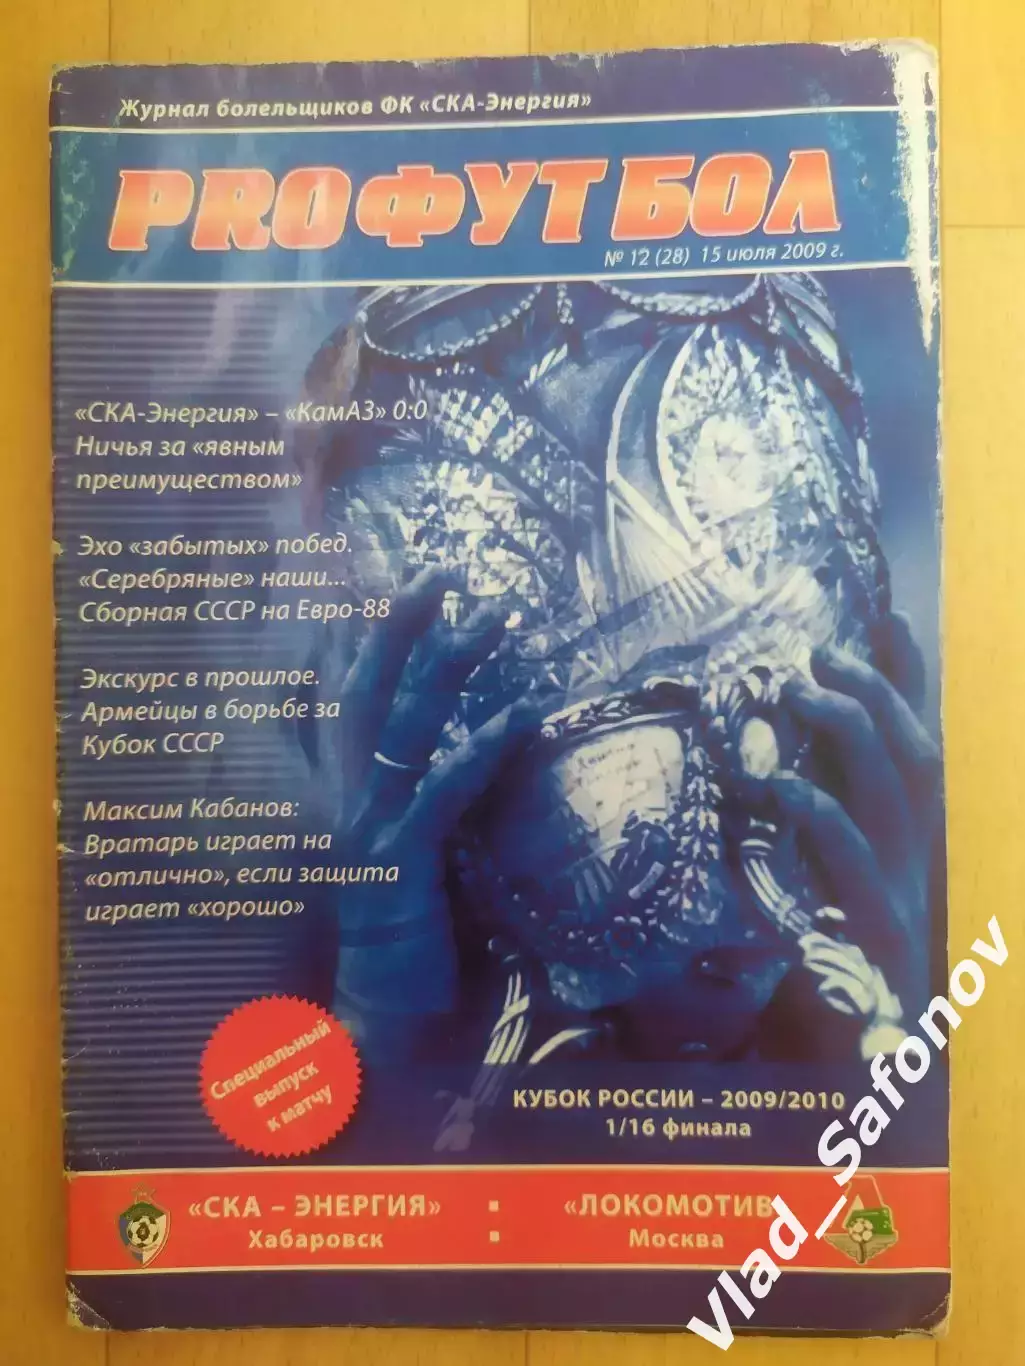 Журнал болельщиков ФК «СКА-Энергия»
PROФУТБОЛ
№ 12 (28) 15 июля 2009 г.
«СКА-Энергия» – «КамАЗ» 0:0
Ничья за «явным
преимуществом»
Эхо «забытых» побед.
«Серебряные» наши...
Сборная СССР на Евро-88
Экскурс в прошлое.
Армейцы в борьбе за
Кубок СССР
Максим Кабанов:
Вратарь играет на
«отлично», если защита
играет «хорошо»
Специальный
выпуск
к матчу
КУБОК РОССИИ – 2009/2010
1/16 финала
«СКА – ЭНЕРГИЯ» : «ЛОКОМОТИВ
Хабаровск Москва
Vlad_Safonov